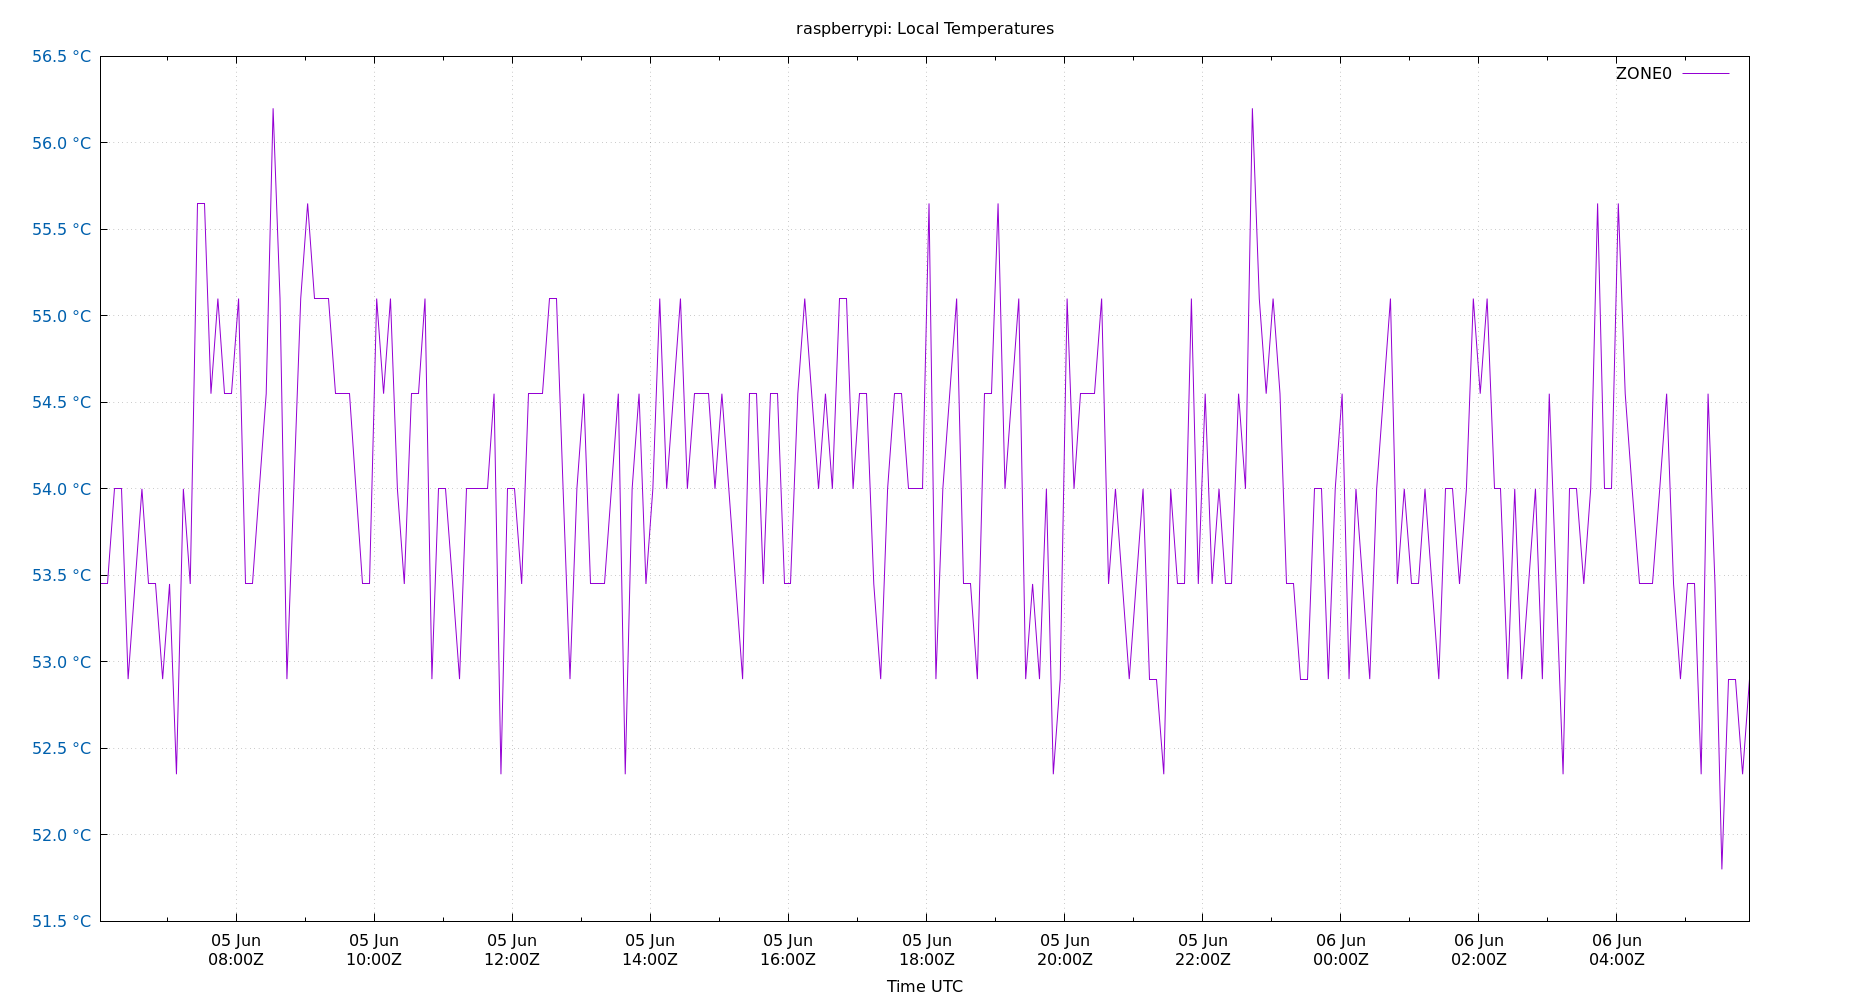 raspberrypi: Local Temperatures
56.5 °C
56.0 °C
55.5 °C
55.0 °C
54.5 °C
54.0 °C
53.5 °C
53.0 °C
52.5 °C
52.0 °C
51.5 °C
ZONE0
05 Jun
08:00Z
05 Jun
10:00Z
05 Jun
12:00Z
05 Jun
14:00Z
05 Jun
16:00Z
05 Jun
18:00Z
05 Jun
20:00Z
05 Jun
22:00Z
06 Jun
00:00Z
06 Jun
02:00Z
06 Jun
04:00Z
Time UTC